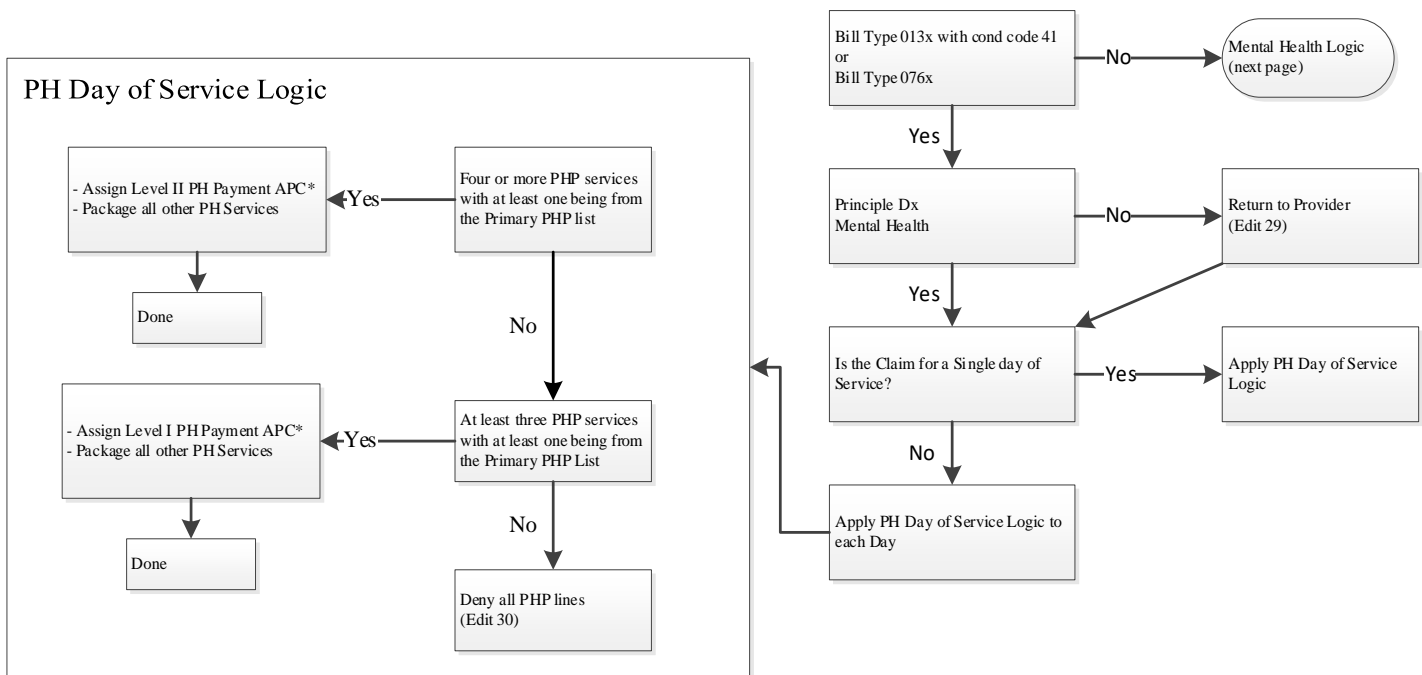 PH Day of Service Logic
- Assign Level II PH Payment APC*
- Package all other PH Services
Yes
Four or more PHP services
with at least one being from
the Primary PHP list
Done
No
- Assign Level I PH Payment APC*
- Package all other PH Services
Yes
At least three PHP services
with at least one being from
the Primary PHP List
Done
No
Deny all PHP lines
(Edit 30)
Bill Type 013x with cond code 41
or
Bill Type 076x
No
Mental Health Logic
(next page)
Yes
Principle Dx
Mental Health
No
Return to Provider
(Edit 29)
Yes
Is the Claim for a Single day of
Service?
Yes
Apply PH Day of Service
Logic
No
Apply PH Day of Service Logic to
each Day